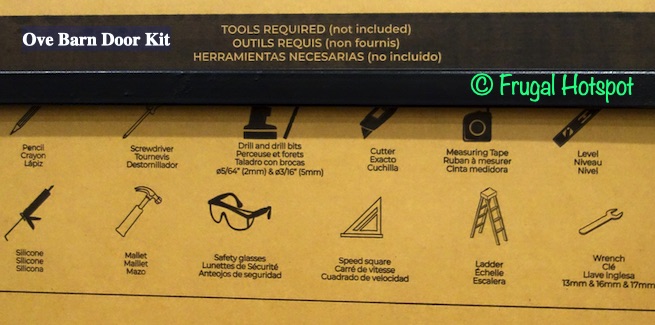 Ove Barn Door Kit
TOOLS REQUIRED (not included)
OUTILS REQUIS (non fournis)
HERRAMIENTAS NECESARIAS (no incluido)
© Frugal Hotspot
Pencil
Crayon
Lápiz
Screwdriver
Tournevis
Destornillador
Drill and drill bits
Perceuse et forets
Taladro con brocas
ø5/64" (2mm) & ø3/16" (5mm)
Cutter
Exacto
Cuchilla
Measuring Tape
Ruban à mesurer
Cinta medidora
Level
Niveau
Nivel
Silicone
Silicone
Silicona
Mallet
Maillet
Mazo
Safety glasses
Lunettes de Sécurité
Anteojos de seguridad
Speed square
Carré de vitesse
Cuadrado de velocidad
Ladder
Échelle
Escalera
Wrench
Clé
Llave Inglesa
13mm & 16mm & 17mm